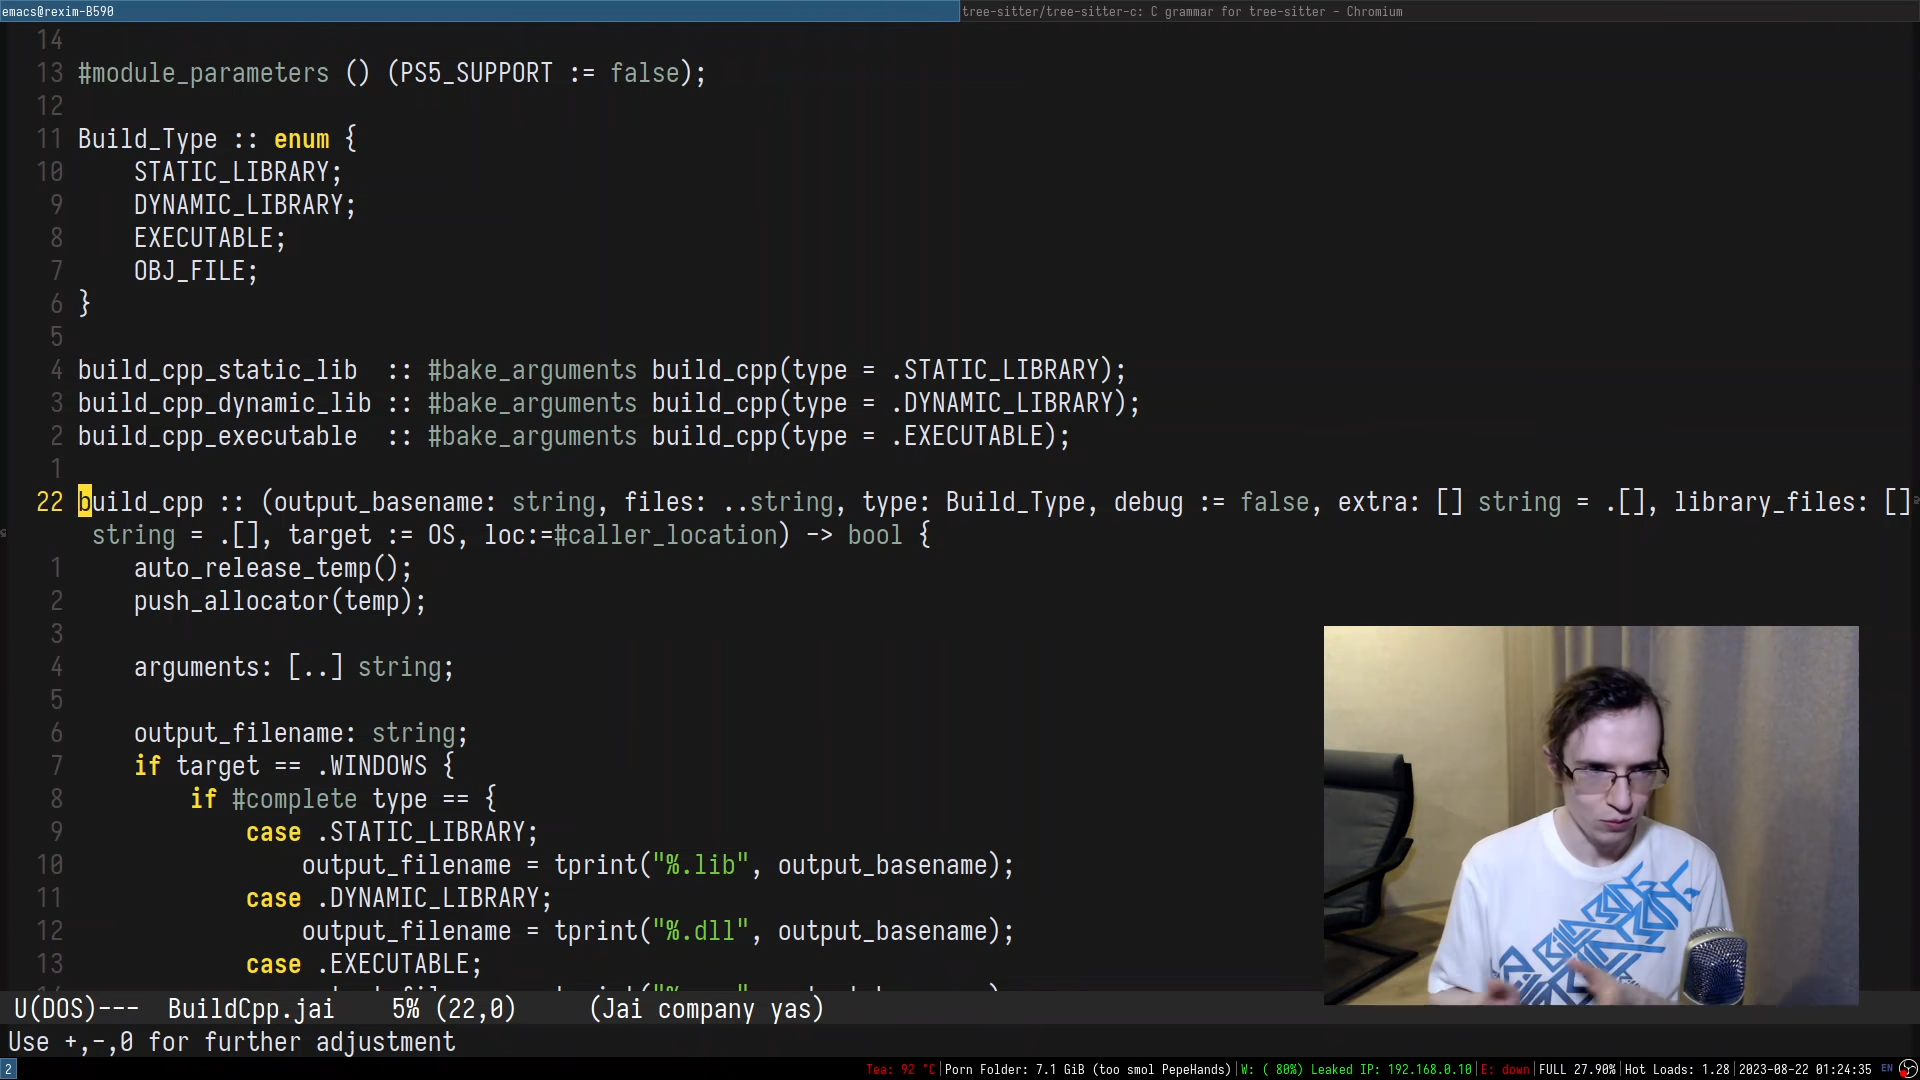 emacs@rexim-B590 tree-sitter/tree-sitter-c: C grammar for tree-sitter - Chromium
14
13 #module_parameters () (PS5_SUPPORT := false);
12
11 Build_Type :: enum {
10 STATIC_LIBRARY;
9 DYNAMIC_LIBRARY;
8 EXECUTABLE;
7 OBJ_FILE;
6 }
5
4 build_cpp_static_lib  :: #bake_arguments build_cpp(type = .STATIC_LIBRARY);
3 build_cpp_dynamic_lib :: #bake_arguments build_cpp(type = .DYNAMIC_LIBRARY);
2 build_cpp_executable  :: #bake_arguments build_cpp(type = .EXECUTABLE);
1
22 build_cpp :: (output_basename: string, files: ..string, type: Build_Type, debug := false, extra: [] string = .[], library_files: []
string = .[], target := OS, loc:=#caller_location) -> bool {
1 auto_release_temp();
2 push_allocator(temp);
3
4 arguments: [..] string;
5
6 output_filename: string;
7 if target == .WINDOWS {
8 if #complete type == {
9 case .STATIC_LIBRARY;
10 output_filename = tprint("%.lib", output_basename);
11 case .DYNAMIC_LIBRARY;
12 output_filename = tprint("%.dll", output_basename);
13 case .EXECUTABLE;
U(DOS)--- BuildCpp.jai 5% (22,0) (Jai company yas)
Use +,-,0 for further adjustment
2 Tea: 92 °C|Porn Folder: 7.1 GiB (too smol PepeHands)|W: ( 80%) Leaked IP: 192.168.0.10|E: down|FULL 27.90%|Hot Loads: 1.28|2023-08-22 01:24:35 EN